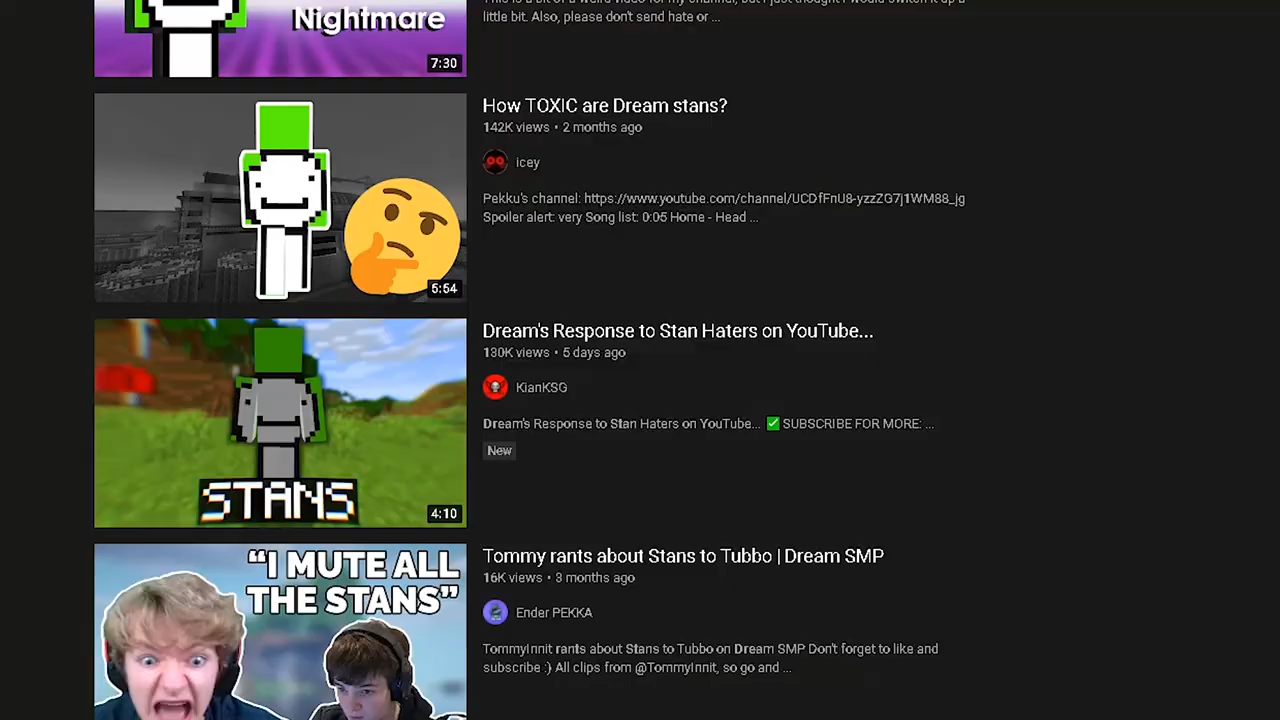 Nightmare
little bit. Also, please don't send hate or ...
7:30
How TOXIC are Dream stans?
142K views • 2 months ago
icey
Pekku's channel: https://www.youtube.com/channel/UCDfFnU8-yzzZG7j1WM88_jg
Spoiler alert: very Song list: 0:05 Home - Head ...
5:54
Dream's Response to Stan Haters on YouTube...
130K views • 5 days ago
KianKSG
Dream's Response to Stan Haters on YouTube... ✅ SUBSCRIBE FOR MORE: ...
New
STANS
4:10
Tommy rants about Stans to Tubbo | Dream SMP
16K views • 3 months ago
Ender PEKKA
TommyInnit rants about Stans to Tubbo on Dream SMP Don't forget to like and
subscribe :) All clips from @TommyInnit, so go and ...
“I MUTE ALL
THE STANS”